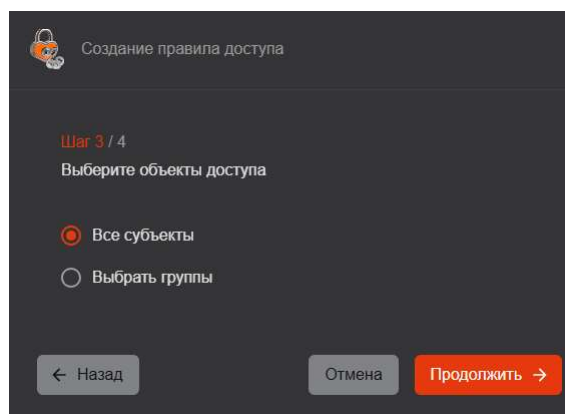 Создание правила доступа
Шаг 3 / 4
Выберите объекты доступа
Все субъекты
Выбрать группы
← Назад
Отмена
Продолжить →